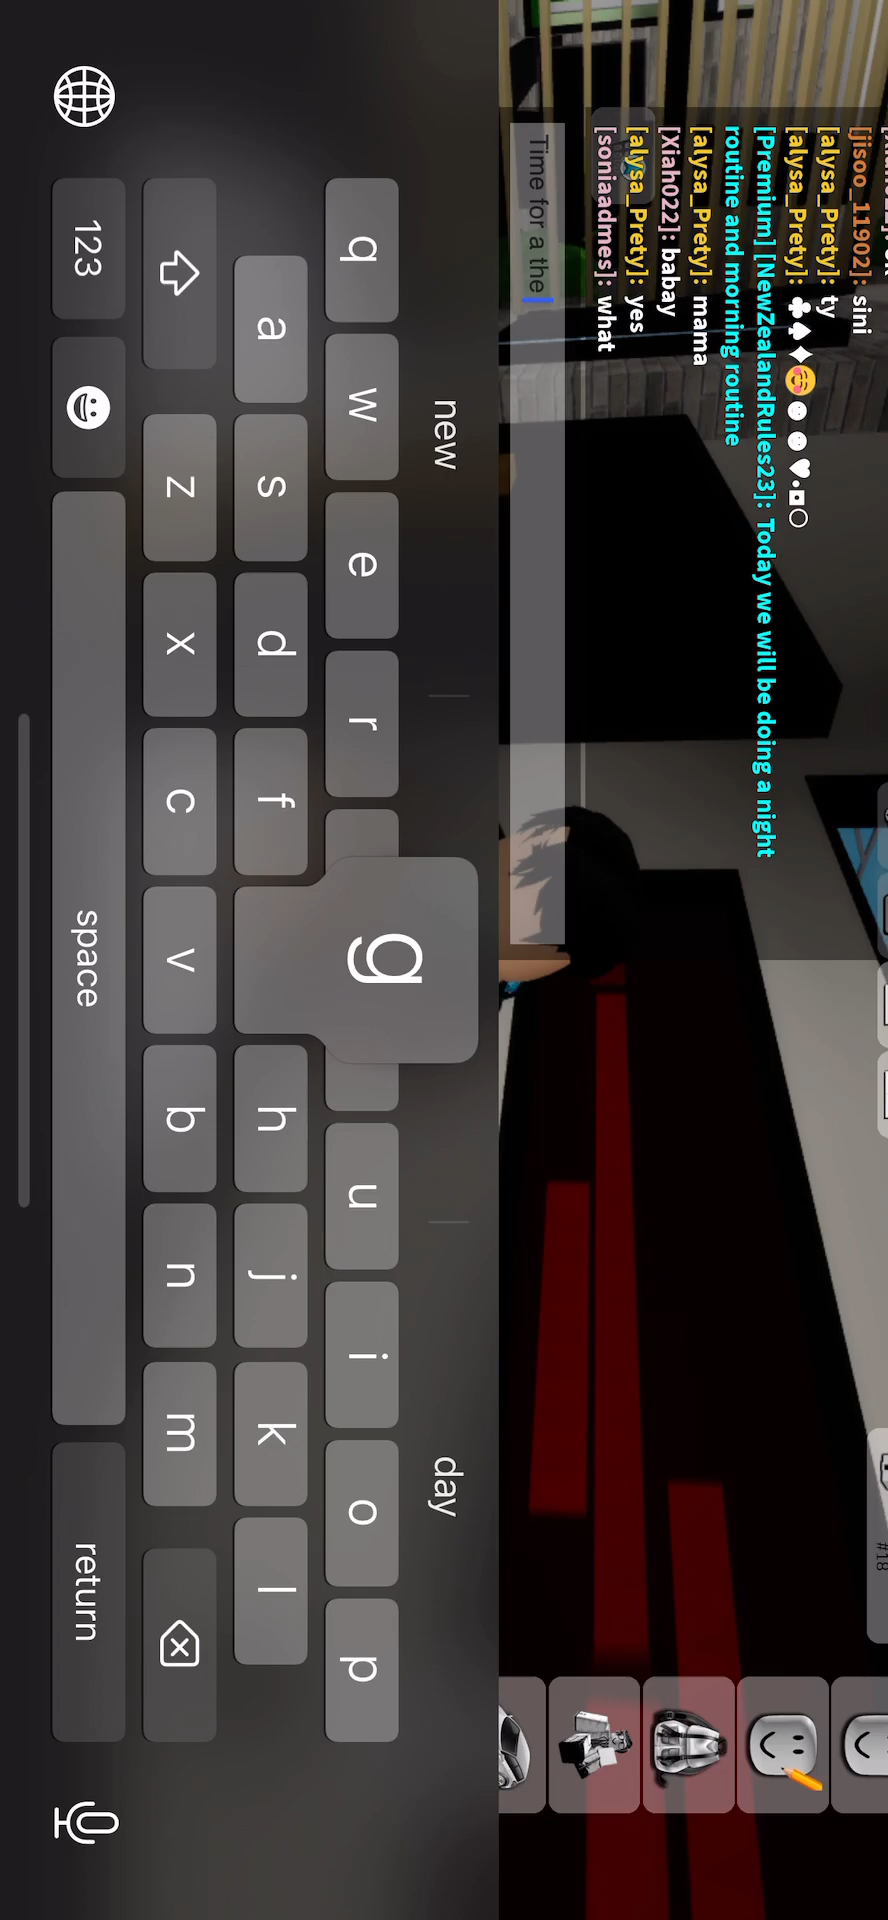 [jisoo_11902]: sini
[alysa_Prety]: ty
[alysa_Prety]: ♣♠✦😊☻☻♥•◘○
[Premium] [NewZealandRules23]: Today we will be doing a night
routine and morning routine
[alysa_Prety]: mama
[Xiah022]: babay
[alysa_Prety]: yes
[soniaadmes]: what
Time for a the
#18
new
day
q w e r u i o p
a s d f g h j k l
z x c v b n m
123 space return